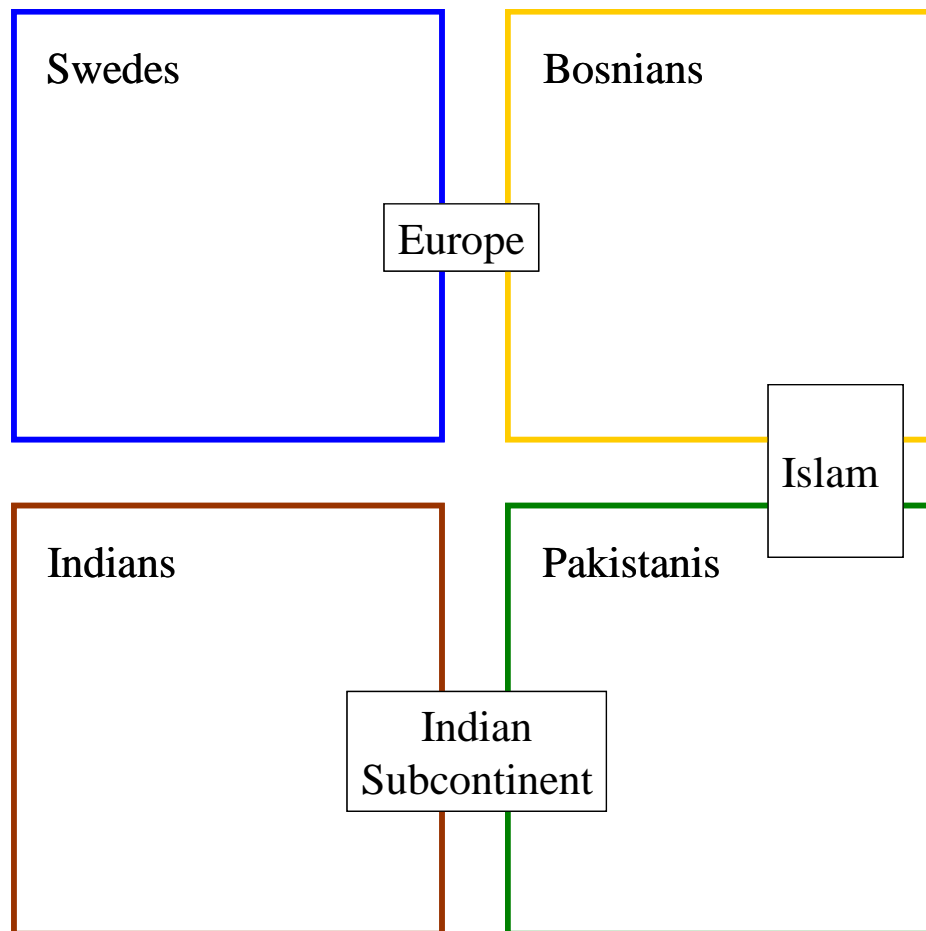 Swedes
Bosnians
Europe
Islam
Indians
Pakistanis
Indian
Subcontinent